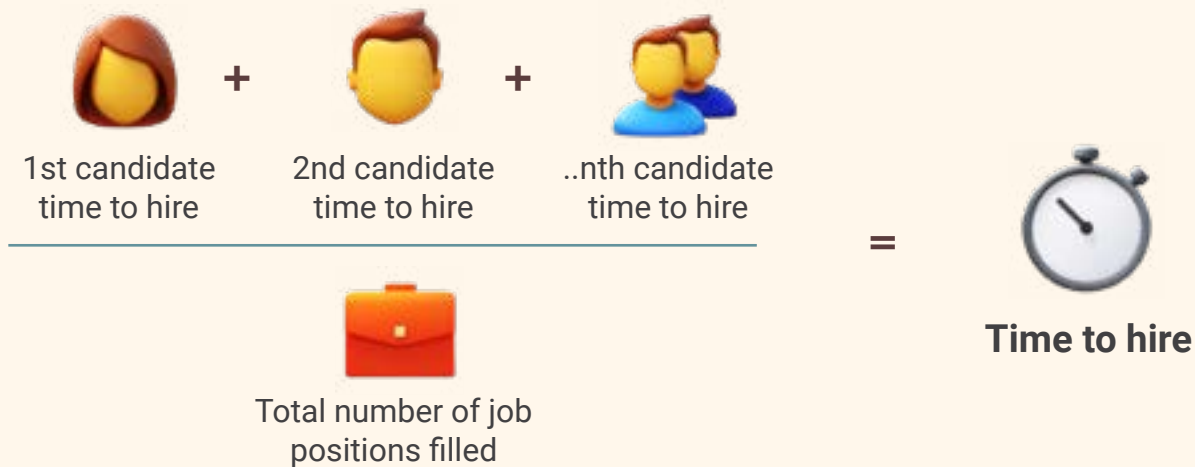 +
+
1st candidate
time to hire
2nd candidate
time to hire
..nth candidate
time to hire
=
Time to hire
Total number of job
positions filled